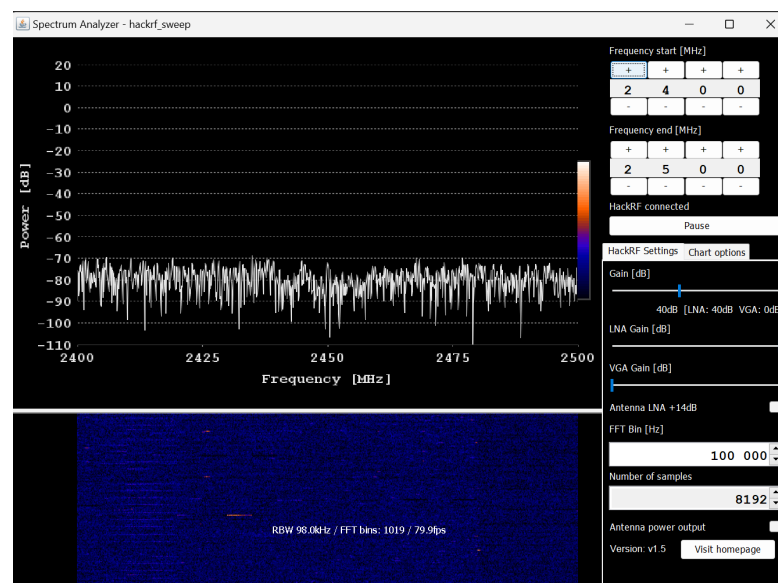 Spectrum Analyzer - hackrf_sweep
20
10
0
-10
-20
-30
-40
-50
-60
-70
-80
-90
-100
-110
Power [dB]
2400 2425 2450 2475 2500
Frequency [MHz]
RBW 98.0kHz / FFT bins: 1019 / 79.9fps
Frequency start [MHz]
+ + + +
2 4 0 0
- - - -
Frequency end [MHz]
+ + + +
2 5 0 0
- - - -
HackRF connected
Pause
HackRF Settings Chart options
Gain [dB]
40dB [LNA: 40dB VGA: 0dB
LNA Gain [dB]
VGA Gain [dB]
Antenna LNA +14dB
FFT Bin [Hz]
100 000
Number of samples
8192
Antenna power output
Version: v1.5 Visit homepage